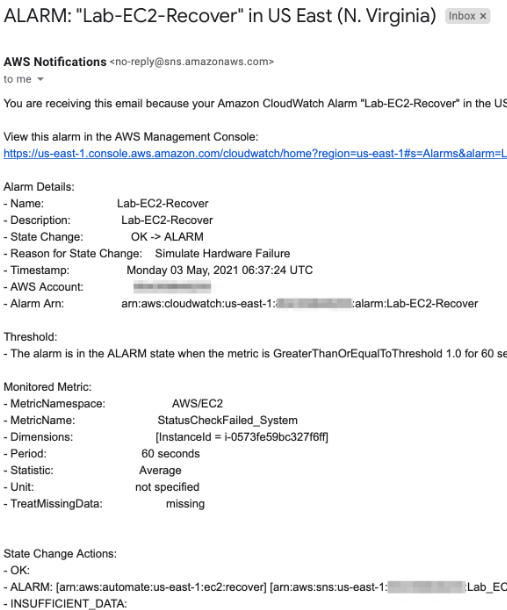 ALARM: "Lab-EC2-Recover" in US East (N. Virginia) Inbox x
AWS Notifications <no-reply@sns.amazonaws.com>
to me
You are receiving this email because your Amazon CloudWatch Alarm "Lab-EC2-Recover" in the US
View this alarm in the AWS Management Console:
https://us-east-1.console.aws.amazon.com/cloudwatch/home?region=us-east-1#s=Alarms&alarm=L
Alarm Details:
- Name: Lab-EC2-Recover
- Description: Lab-EC2-Recover
- State Change: OK -> ALARM
- Reason for State Change: Simulate Hardware Failure
- Timestamp: Monday 03 May, 2021 06:37:24 UTC
- AWS Account:
- Alarm Arn: arn:aws:cloudwatch:us-east-1: :alarm:Lab-EC2-Recover
Threshold:
- The alarm is in the ALARM state when the metric is GreaterThanOrEqualToThreshold 1.0 for 60 se
Monitored Metric:
- MetricNamespace: AWS/EC2
- MetricName: StatusCheckFailed_System
- Dimensions: [InstanceId = i-0573fe59bc327f6ff]
- Period: 60 seconds
- Statistic: Average
- Unit: not specified
- TreatMissingData: missing
State Change Actions:
- OK:
- ALARM: [arn:aws:automate:us-east-1:ec2:recover] [arn:aws:sns:us-east-1: :Lab_EC
- INSUFFICIENT_DATA: